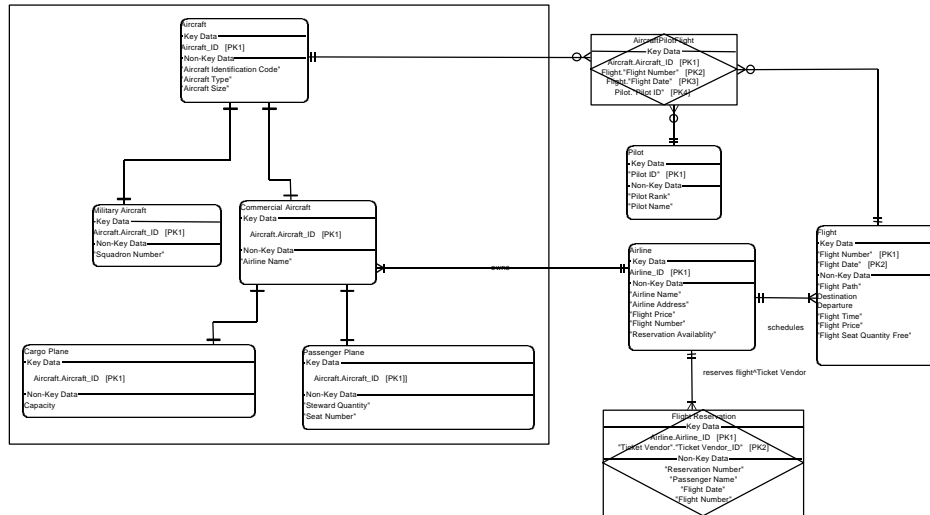 Aircraft
Key Data
Aircraft_ID [PK1]
Non-Key Data
"Aircraft Identification Code"
"Aircraft Type"
"Aircraft Size"
AircraftPilotFlight
Key Data
Aircraft.Aircraft_ID [PK1]
Flight."Flight Number" [PK2]
Flight."Flight Date" [PK3]
Pilot."Pilot ID" [PK4]
Pilot
Key Data
"Pilot ID" [PK1]
Non-Key Data
"Pilot Rank"
"Pilot Name"
Military Aircraft
Key Data
Aircraft.Aircraft_ID [PK1]
Non-Key Data
"Squadron Number"
Commercial Aircraft
Key Data
Aircraft.Aircraft_ID [PK1]
Non-Key Data
"Airline Name"
owns
Airline
Key Data
Airline_ID [PK1]
Non-Key Data
"Airline Name"
"Airline Address"
"Flight Price"
"Flight Number"
"Reservation Availablity"
Flight
Key Data
"Flight Number" [PK1]
"Flight Date" [PK2]
Non-Key Data
"Flight Path"
Destination
Departure
"Flight Time"
"Flight Price"
"Flight Seat Quantity Free"
schedules
Cargo Plane
Key Data
Aircraft.Aircraft_ID [PK1]
Non-Key Data
Capacity
Passenger Plane
Key Data
Aircraft.Aircraft_ID [PK1]]
Non-Key Data
"Steward Quantity"
"Seat Number"
reserves flight^Ticket Vendor
Flight Reservation
Key Data
Airline.Airline_ID [PK1]
"Ticket Vendor"."Ticket Vendor_ID" [PK2]
Non-Key Data
"Reservation Number"
"Passenger Name"
"Flight Date"
"Flight Number"